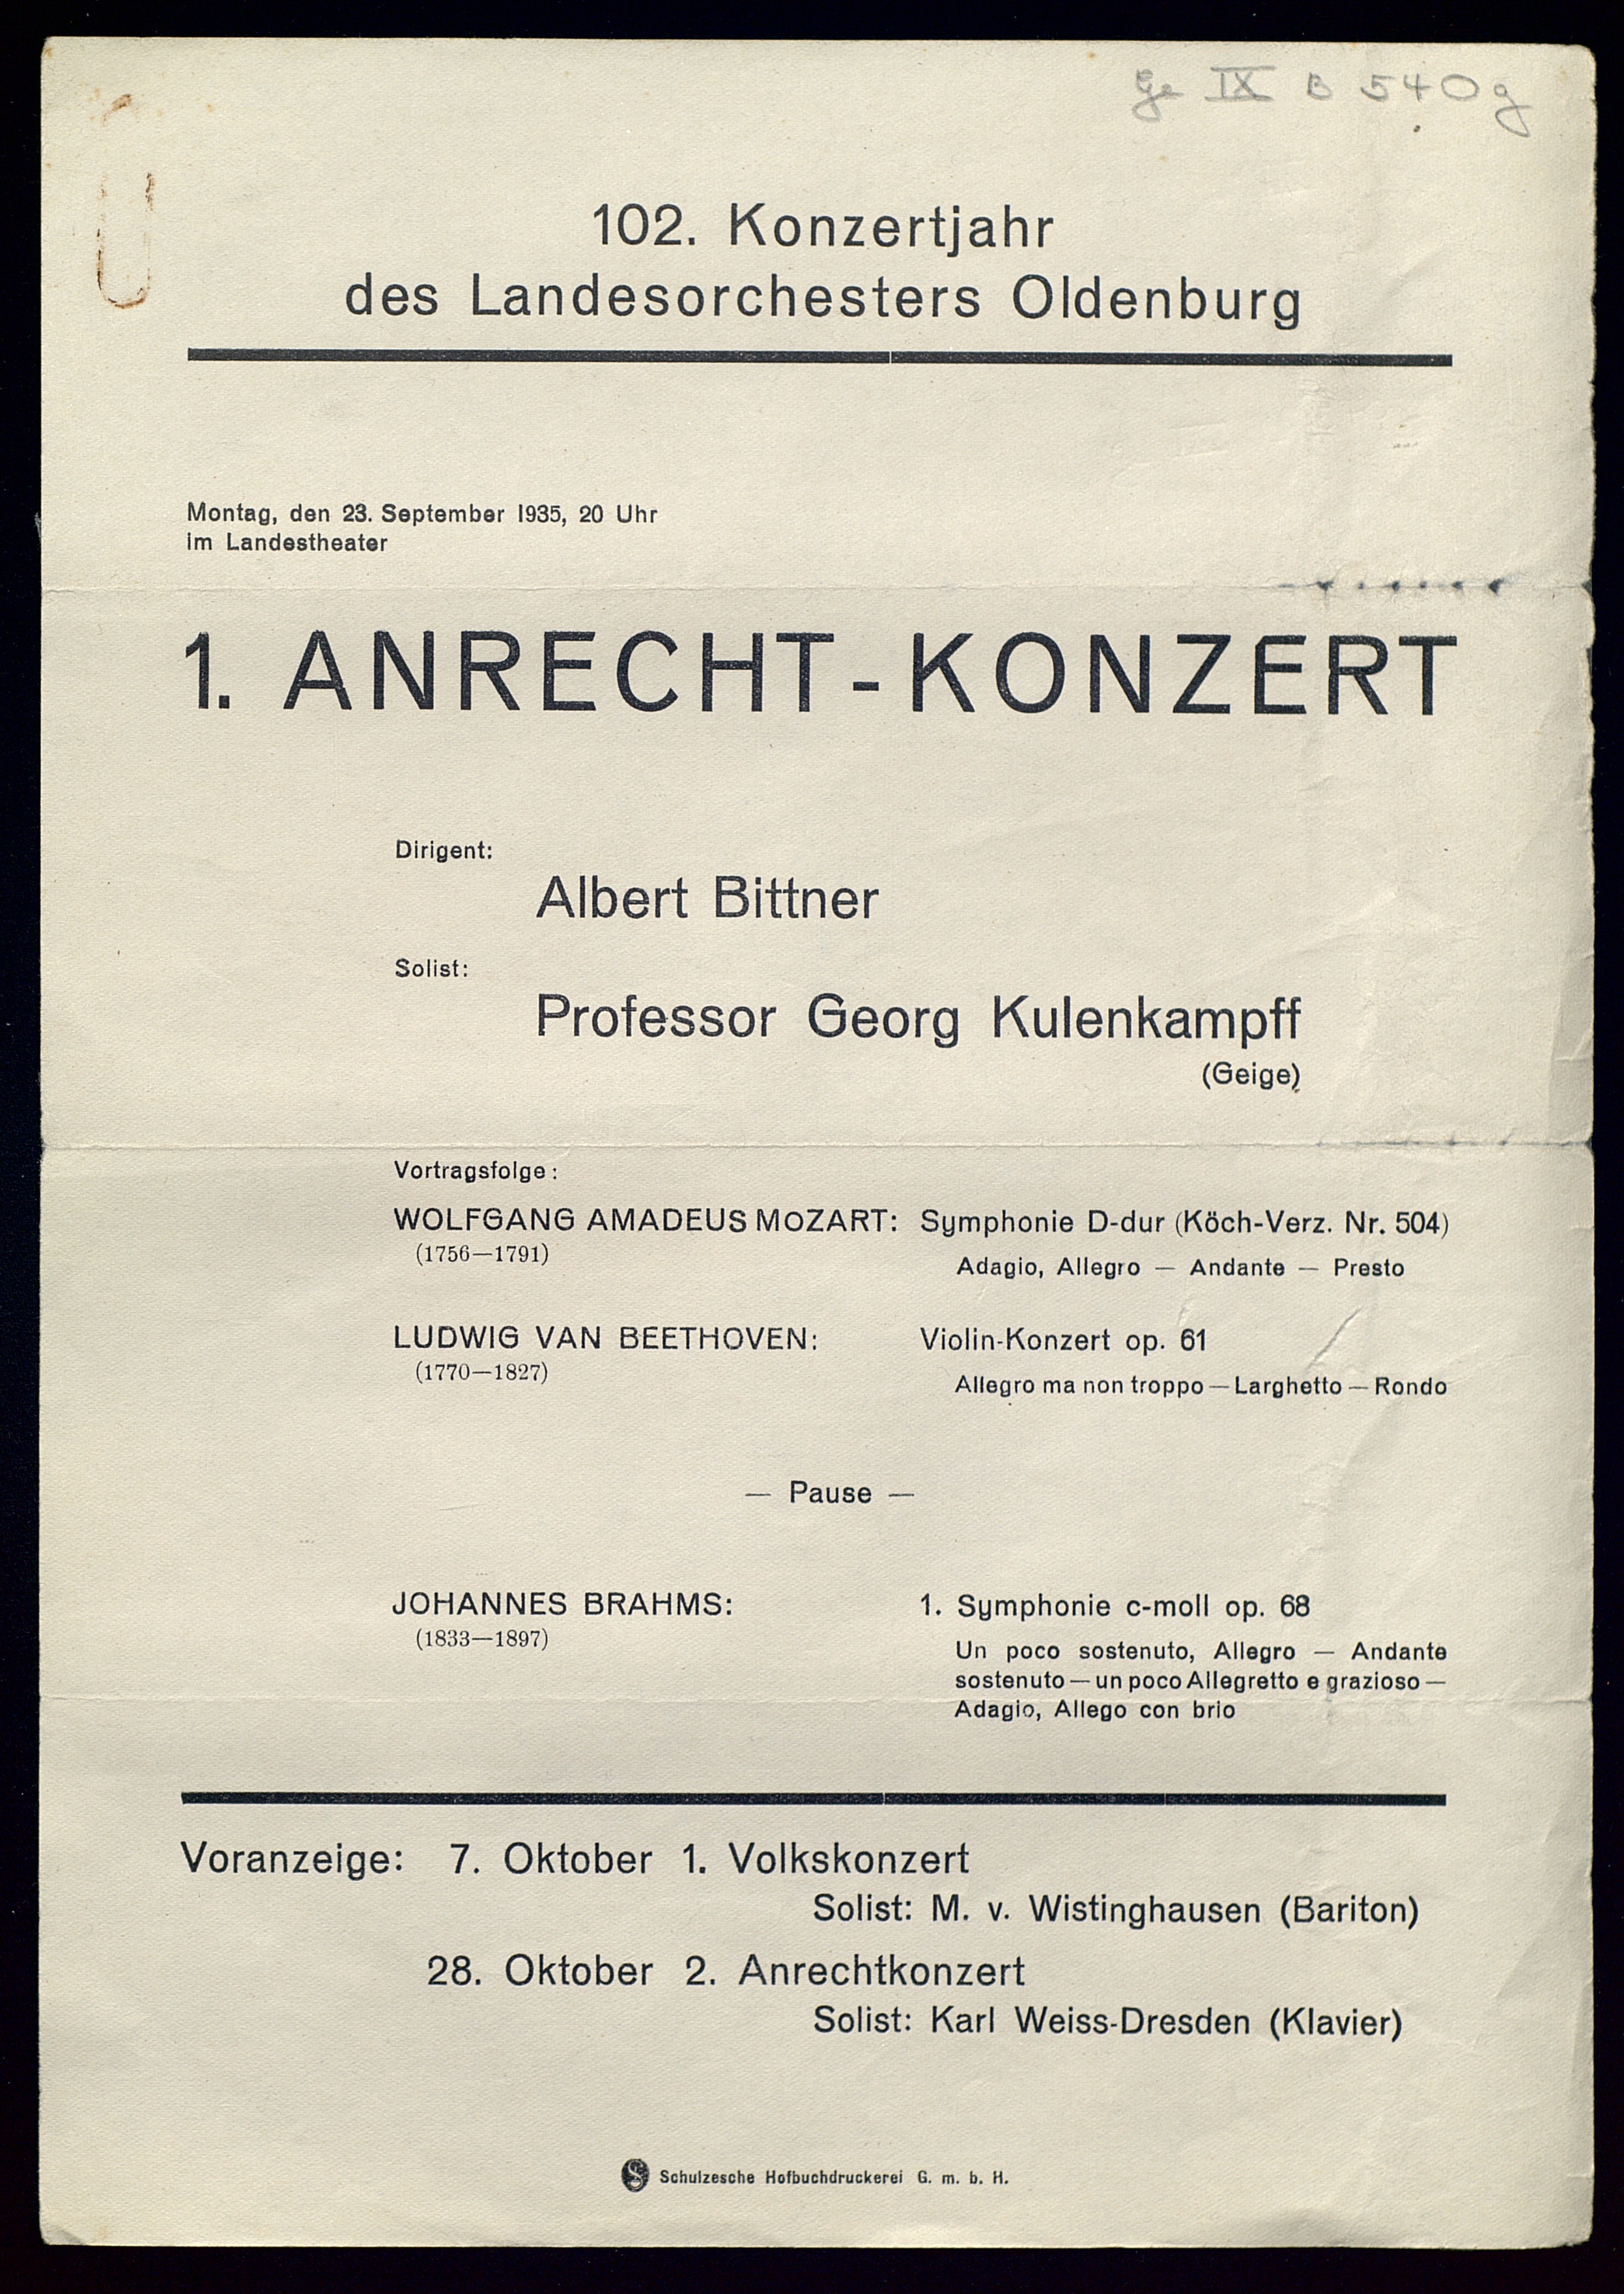 Ge IX B 540g
102. Konzertjahr
des Landesorchesters Oldenburg
Montag, den 23. September 1935, 20 Uhr
im Landestheater
1. ANRECHT-KONZERT
Dirigent:
Albert Bittner
Solist:
Professor Georg Kulenkampff
(Geige)
Vortragsfolge:
WOLFGANG AMADEUS MOZART: Symphonie D-dur (Köch-Verz. Nr. 504)
(1756—1791) Adagio, Allegro — Andante — Presto
LUDWIG VAN BEETHOVEN: Violin-Konzert op. 61
(1770—1827) Allegro ma non troppo — Larghetto — Rondo
— Pause —
JOHANNES BRAHMS: 1. Symphonie c-moll op. 68
(1833—1897) Un poco sostenuto, Allegro — Andante
sostenuto — un poco Allegretto e grazioso —
Adagio, Allego con brio
Voranzeige: 7. Oktober 1. Volkskonzert
Solist: M. v. Wistinghausen (Bariton)
28. Oktober 2. Anrechtkonzert
Solist: Karl Weiss-Dresden (Klavier)
Schulzesche Hofbuchdruckerei G. m. b. H.